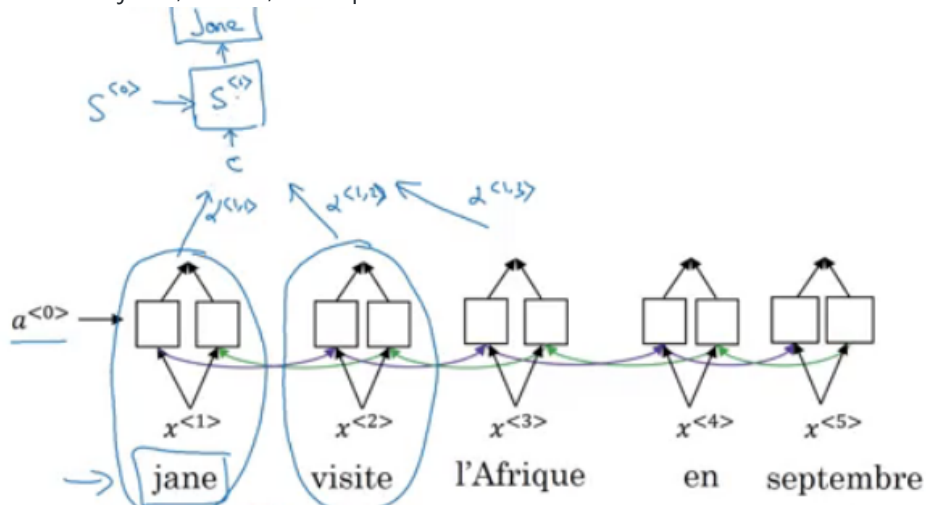 Jane
S<0> S<1>
c
α<1,1> α<1,2> α<1,3>
a<0>
x<1> x<2> x<3> x<4> x<5>
jane visite l'Afrique en septembre